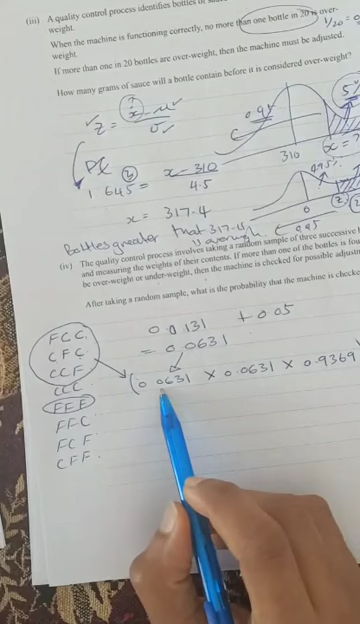 (iii) A quality control process identifies bottles of
weight.
When the machine is functioning correctly, no more than one bottle in 20 is over-
weight.
1/20 =
If more than one in 20 bottles are over-weight, then the machine must be adjusted.
How many grams of sauce will a bottle contain before it is considered over-weight?
z =
0.95
310
x = ?
1.645 = x - 310
4.5
x = 317.4
0
0.95
Bottles greater that 317.4
(iv) The quality control process involves taking a random sample of three successive
and measuring the weights of their contents. If more than one of the bottles is fou
be over-weight or under-weight, then the machine is checked for possible adjust
After taking a random sample, what is the probability that the machine is checke
FCC
CFC
CCF
CCC
FFF
FFC
FCF
CFF
0.0131 + 0.05
= 0.0631
(0.0631 × 0.0631 × 0.9369)